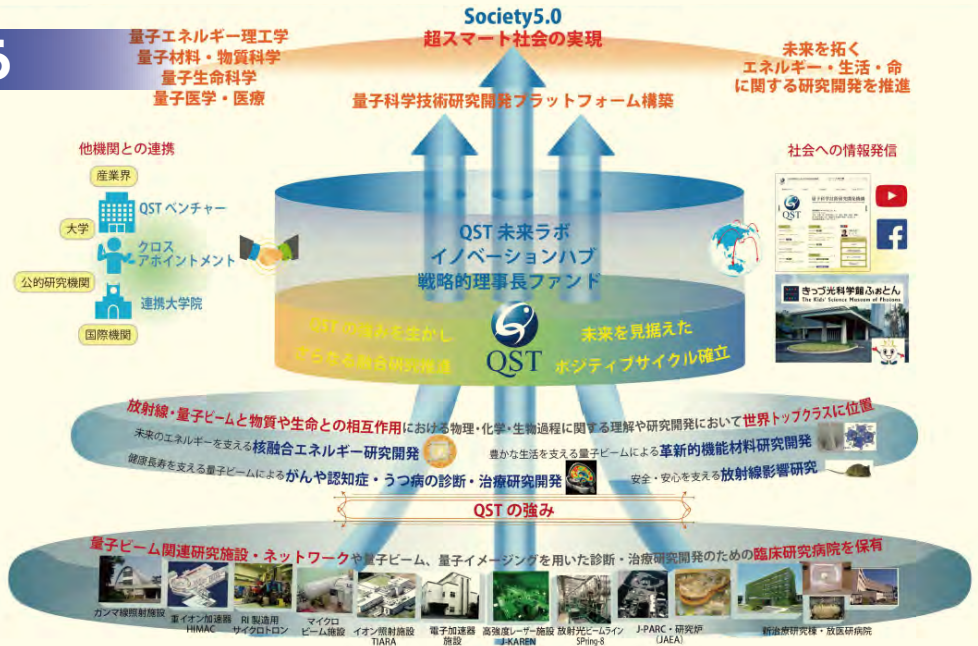 5
Society5.0
超スマート社会の実現
量子エネルギー理工学
量子材料・物質科学
量子生命科学
量子医学・医療
未来を拓く
エネルギー・生活・命
に関する研究開発を推進
量子科学技術研究開発プラットフォーム構築
他機関との連携
産業界
QSTベンチャー
大学
クロス
アポイントメント
公的研究機関
連携大学院
国際機関
社会への情報発信
QST
きっづ光科学館ふぉとん
The Kids' Science Museum of Photons
QST 未来ラボ
イノベーションハブ
戦略的理事長ファンド
QSTの強みを生かし
さらなる融合研究推進
QST
未来を見据えた
ポジティブサイクル確立
放射線・量子ビームと物質や生命との相互作用における物理・化学・生物過程に関する理解や研究開発において世界トップクラスに位置
未来のエネルギーを支える核融合エネルギー研究開発
豊かな生活を支える量子ビームによる革新的機能材料研究開発
健康長寿を支える量子ビームによるがんや認知症・うつ病の診断・治療研究開発
安全・安心を支える放射線影響研究
QSTの強み
量子ビーム関連研究施設・ネットワークや量子ビーム、量子イメージングを用いた診断・治療研究開発のための臨床研究病院を保有
ガンマ線照射施設
重イオン加速器
HIMAC
RI 製造用
サイクロトロン
マイクロ
ビーム施設
イオン照射施設
TIARA
電子加速器
施設
高強度レーザー施設
J-KAREN
放射光ビームライン
SPring-8
J-PARC・研究炉
(JAEA)
新治療研究棟・放医研病院